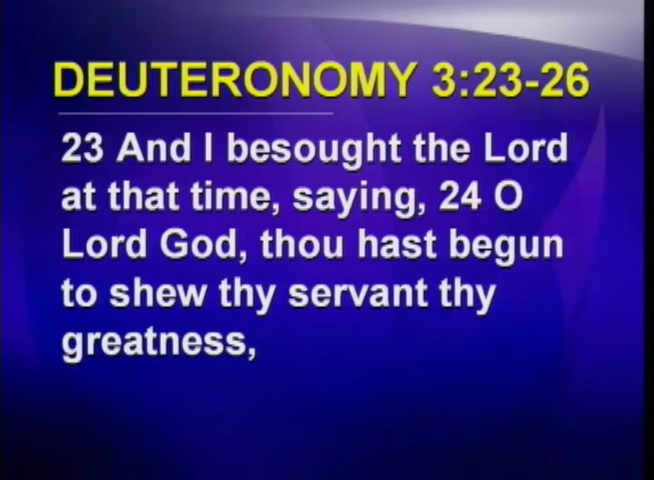 DEUTERONOMY 3:23-26
23 And I besought the Lord
at that time, saying, 24 O
Lord God, thou hast begun
to shew thy servant thy
greatness,